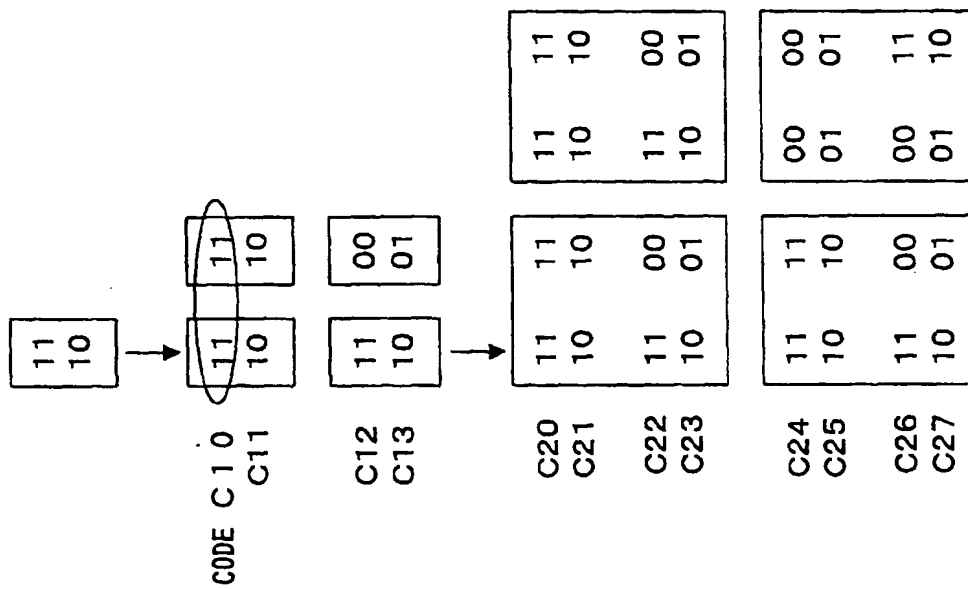 11
10
CODE C10 11 11
C11 10 10
C12 11 00
C13 10 01
C20 11 11 11 11
C21 10 10 10 10
C22 11 00 11 00
C23 10 01 10 01
C24 11 11 00 00
C25 10 10 01 01
C26 11 00 00 11
C27 10 01 01 10